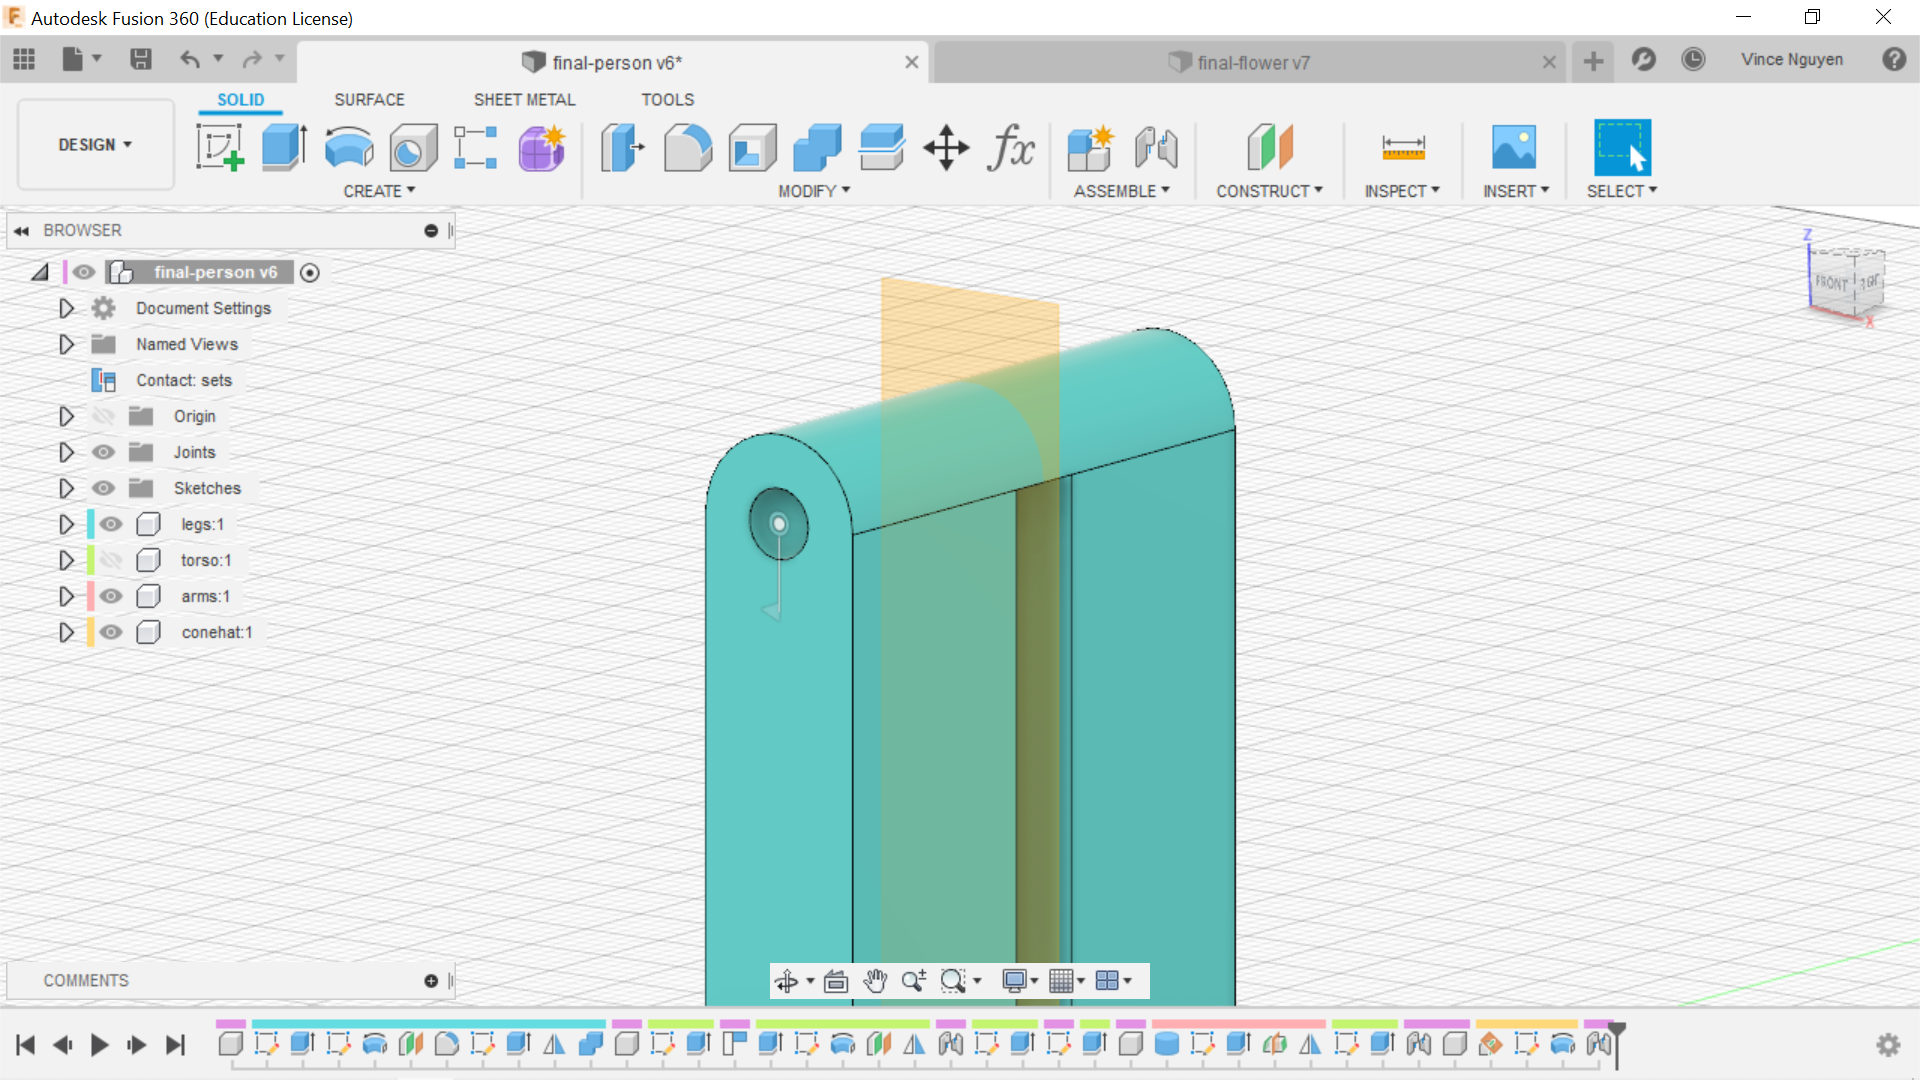 Autodesk Fusion 360 (Education License)
final-person v6*
final-flower v7
Vince Nguyen
SOLID
SURFACE
SHEET METAL
TOOLS
DESIGN
CREATE
MODIFY
ASSEMBLE
CONSTRUCT
INSPECT
INSERT
SELECT
BROWSER
final-person v6
Document Settings
Named Views
Contact: sets
Origin
Joints
Sketches
legs:1
torso:1
arms:1
conehat:1
Z
FRONT
X
COMMENTS